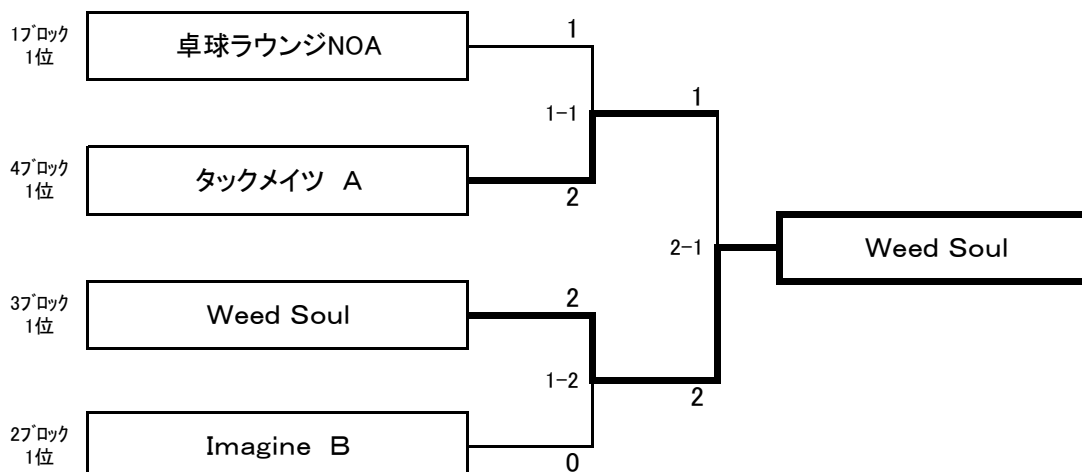 1ブロック
1位
卓球ラウンジNOA
1
1-1
1
4ブロック
1位
タックメイツ A
2
2-1
Weed Soul
3ブロック
1位
Weed Soul
2
1-2
2
2ブロック
1位
Imagine B
0